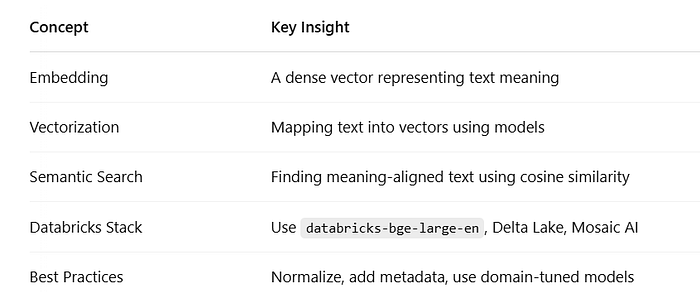 Concept Key Insight
Embedding A dense vector representing text meaning
Vectorization Mapping text into vectors using models
Semantic Search Finding meaning-aligned text using cosine similarity
Databricks Stack Use databricks-bge-large-en, Delta Lake, Mosaic AI
Best Practices Normalize, add metadata, use domain-tuned models